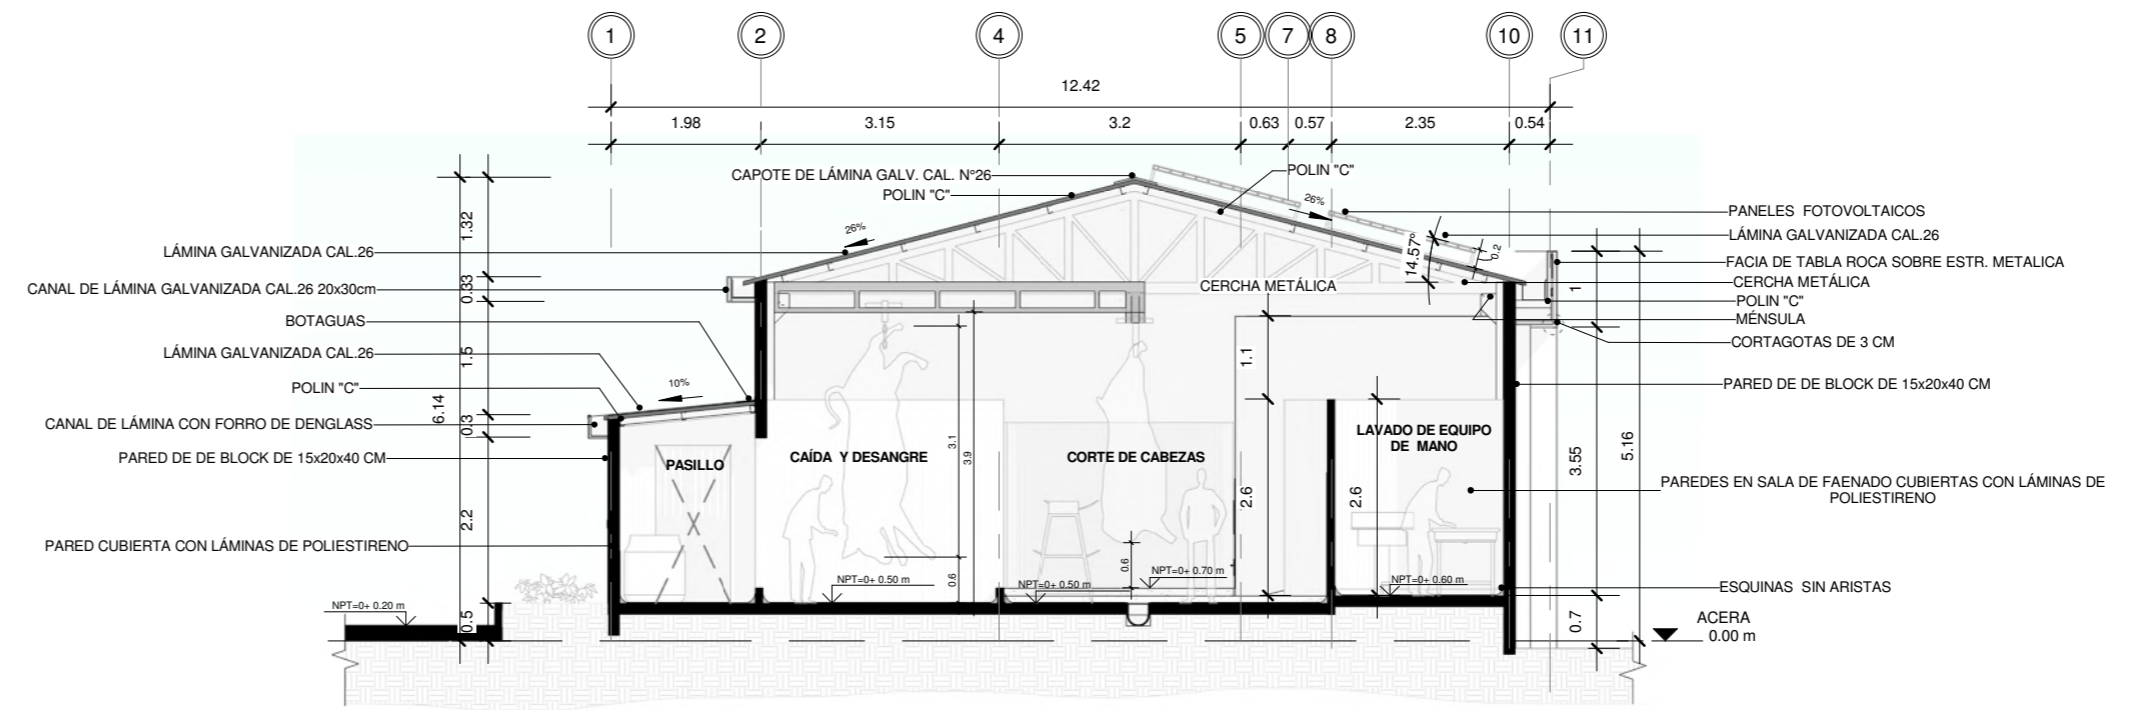 1
2
4
5
7
8
10
11
12.42
1.98
3.15
3.2
0.63
0.57
2.35
0.54
CAPOTE DE LÁMINA GALV. CAL. N°26
POLIN "C"
POLIN "C"
26%
26%
14.57°
0.2
LÁMINA GALVANIZADA CAL.26
CANAL DE LÁMINA GALVANIZADA CAL.26 20x30cm
BOTAGUAS
LÁMINA GALVANIZADA CAL.26
POLIN "C"
10%
CANAL DE LÁMINA CON FORRO DE DENGLASS
PARED DE DE BLOCK DE 15x20x40 CM
PARED CUBIERTA CON LÁMINAS DE POLIESTIRENO
1.32
0.33
1.5
0.3
2.2
0.5
6.14
NPT=0+ 0.20 m
PASILLO
CAÍDA Y DESANGRE
CORTE DE CABEZAS
LAVADO DE EQUIPO
DE MANO
CERCHA METÁLICA
3.1
3.9
0.6
0.6
1.1
2.6
2.6
NPT=0+ 0.50 m
NPT=0+ 0.50 m
NPT=0+ 0.70 m
NPT=0+ 0.60 m
PANELES FOTOVOLTAICOS
LÁMINA GALVANIZADA CAL.26
FACIA DE TABLA ROCA SOBRE ESTR. METALICA
CERCHA METÁLICA
POLIN "C"
MÉNSULA
CORTAGOTAS DE 3 CM
PARED DE DE BLOCK DE 15x20x40 CM
PAREDES EN SALA DE FAENADO CUBIERTAS CON LÁMINAS DE
POLIESTIRENO
ESQUINAS SIN ARISTAS
1
3.55
5.16
0.7
ACERA
0.00 m